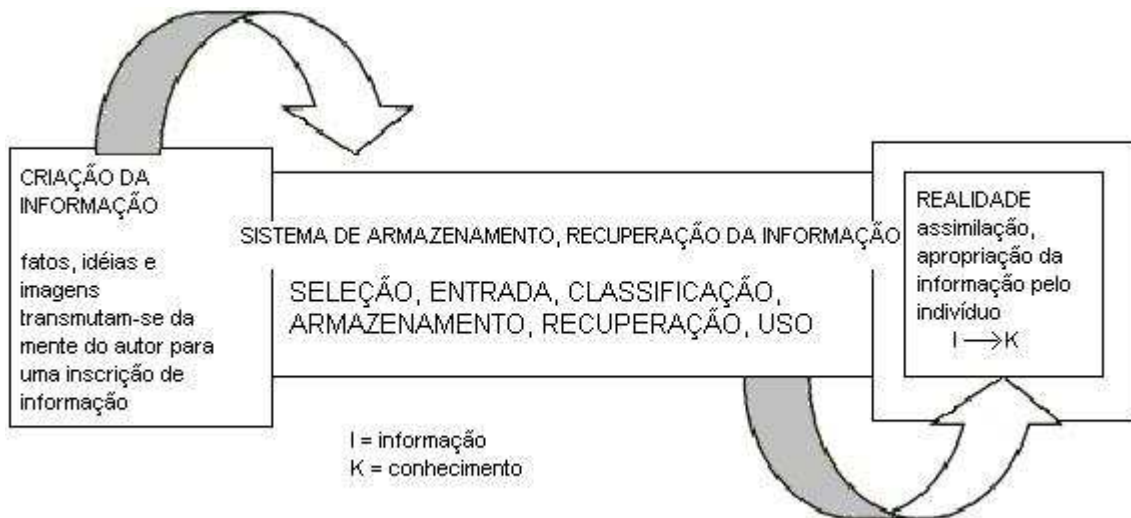 CRIAÇÃO DA
INFORMAÇÃO
fatos, idéias e
imagens
transmutam-se da
mente do autor para
uma inscrição de
informação
SISTEMA DE ARMAZENAMENTO, RECUPERAÇÃO DA INFORMAÇÃO
SELEÇÃO, ENTRADA, CLASSIFICAÇÃO,
ARMAZENAMENTO, RECUPERAÇÃO, USO
REALIDADE
assimilação,
apropriação da
informação pelo
indivíduo
I → K
I = informação
K = conhecimento